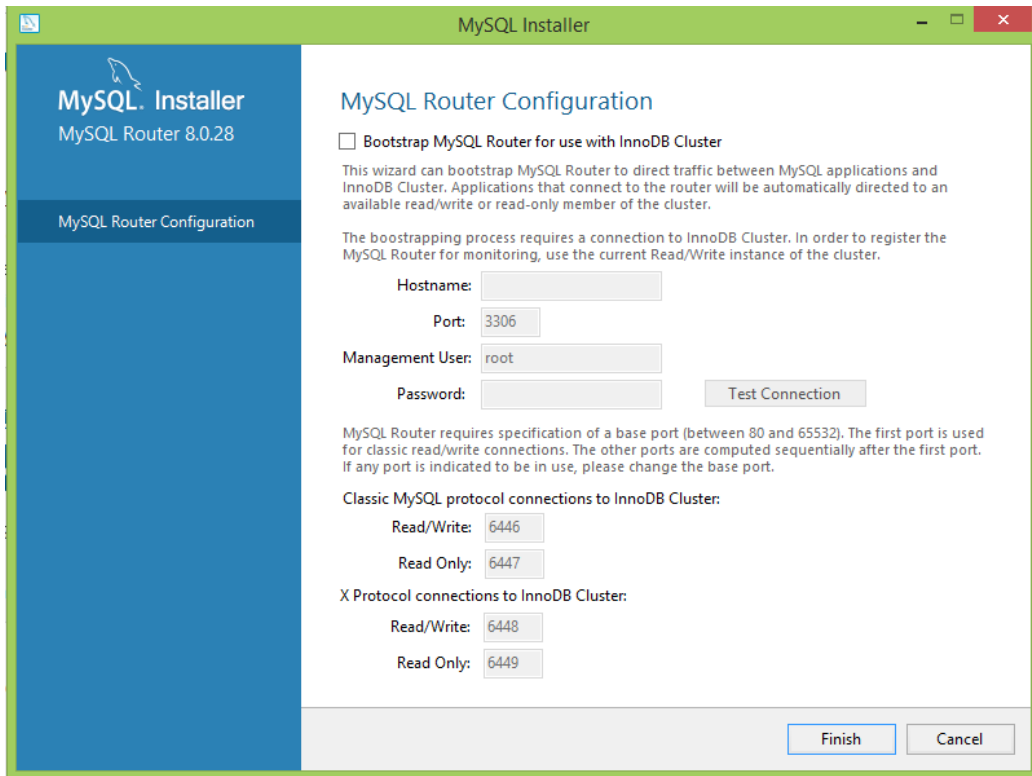 MySQL Installer
MySQL. Installer
MySQL Router 8.0.28
MySQL Router Configuration
MySQL Router Configuration
Bootstrap MySQL Router for use with InnoDB Cluster
This wizard can bootstrap MySQL Router to direct traffic between MySQL applications and
InnoDB Cluster. Applications that connect to the router will be automatically directed to an
available read/write or read-only member of the cluster.
The boostrapping process requires a connection to InnoDB Cluster. In order to register the
MySQL Router for monitoring, use the current Read/Write instance of the cluster.
Hostname:
Port: 3306
Management User: root
Password: Test Connection
MySQL Router requires specification of a base port (between 80 and 65532). The first port is used
for classic read/write connections. The other ports are computed sequentially after the first port.
If any port is indicated to be in use, please change the base port.
Classic MySQL protocol connections to InnoDB Cluster:
Read/Write: 6446
Read Only: 6447
X Protocol connections to InnoDB Cluster:
Read/Write: 6448
Read Only: 6449
Finish Cancel